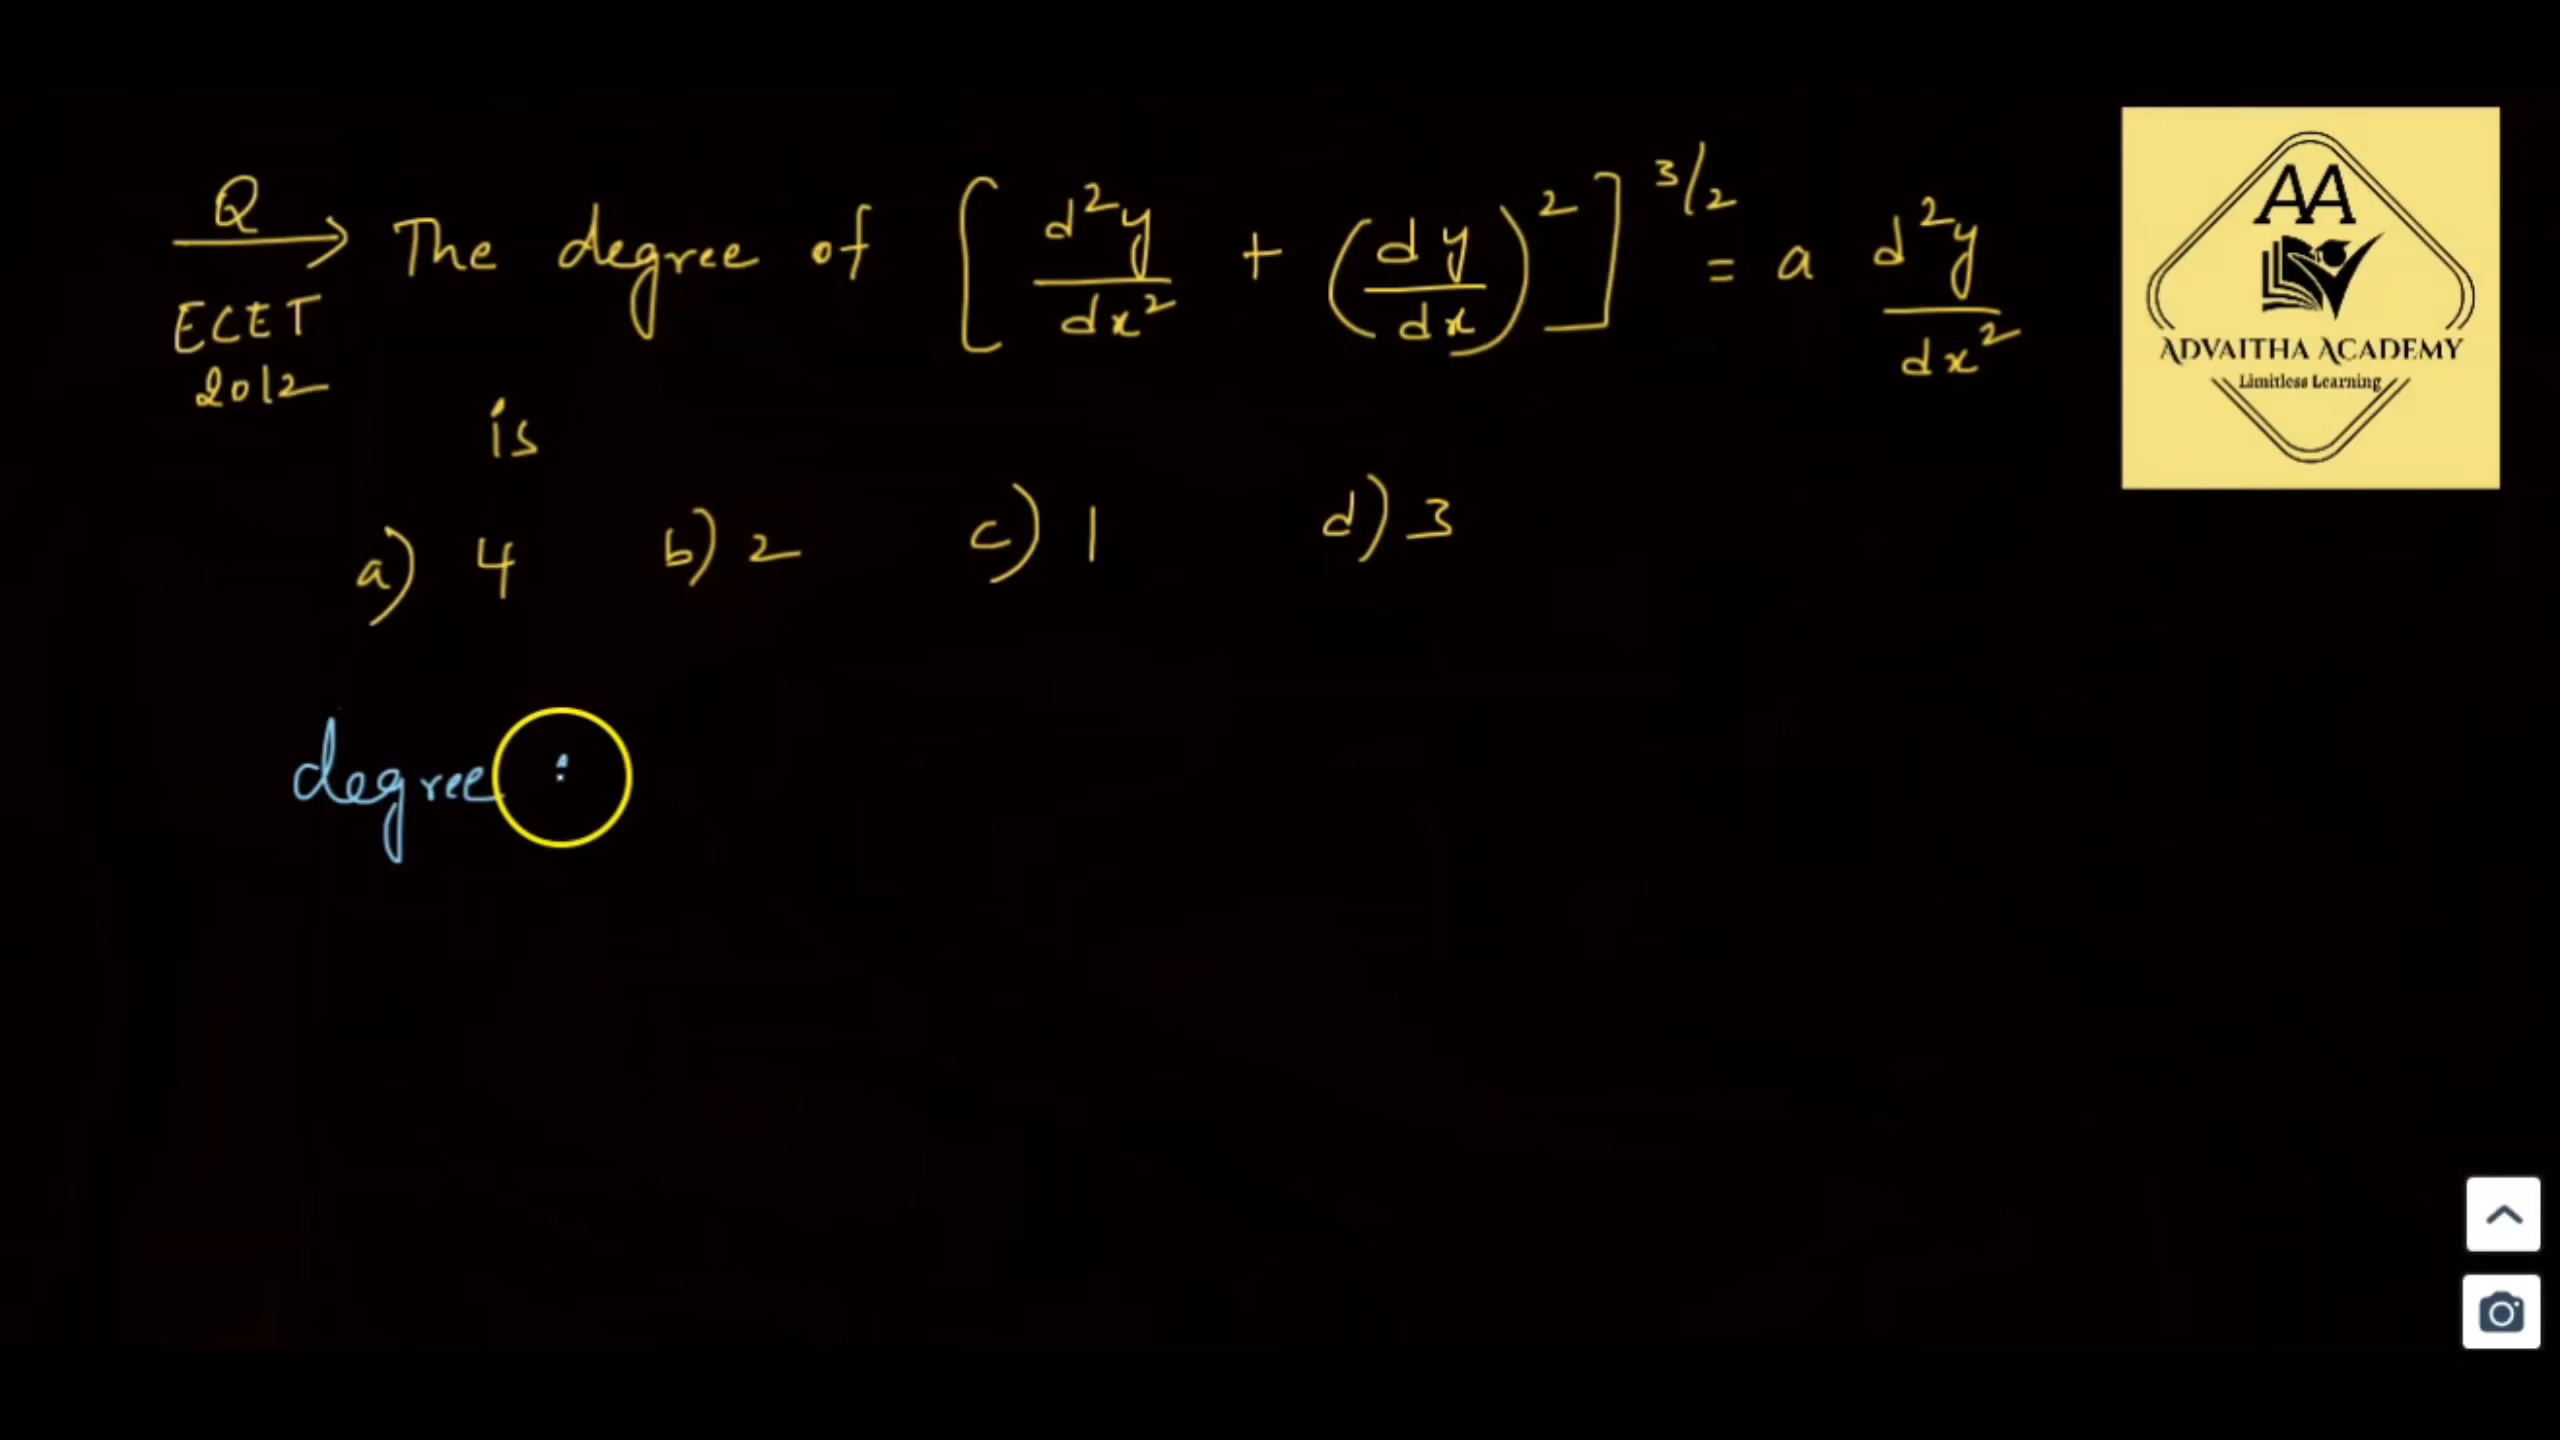 Q → The degree of [d²y/dx² + (dy/dx)²]^3/2 = a d²y/dx²
ECET
2012
is
a) 4 b) 2 c) 1 d) 3
degree :
AA
ADVAITHA ACADEMY
Limitless Learning